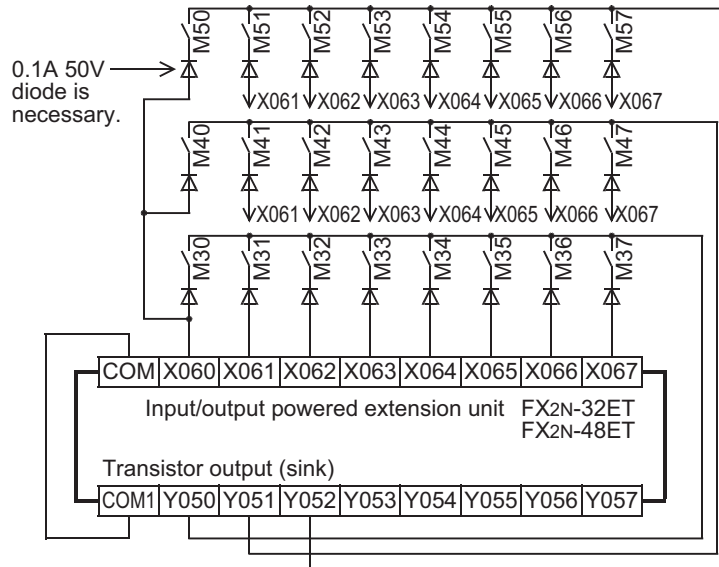 M50 M51 M52 M53 M54 M55 M56 M57
0.1A 50V
diode is
necessary.
X061 X062 X063 X064 X065 X066 X067
M40 M41 M42 M43 M44 M45 M46 M47
X061 X062 X063 X064 X065 X066 X067
M30 M31 M32 M33 M34 M35 M36 M37
COM X060 X061 X062 X063 X064 X065 X066 X067
Input/output powered extension unit FX2N-32ET
FX2N-48ET
Transistor output (sink)
COM1 Y050 Y051 Y052 Y053 Y054 Y055 Y056 Y057